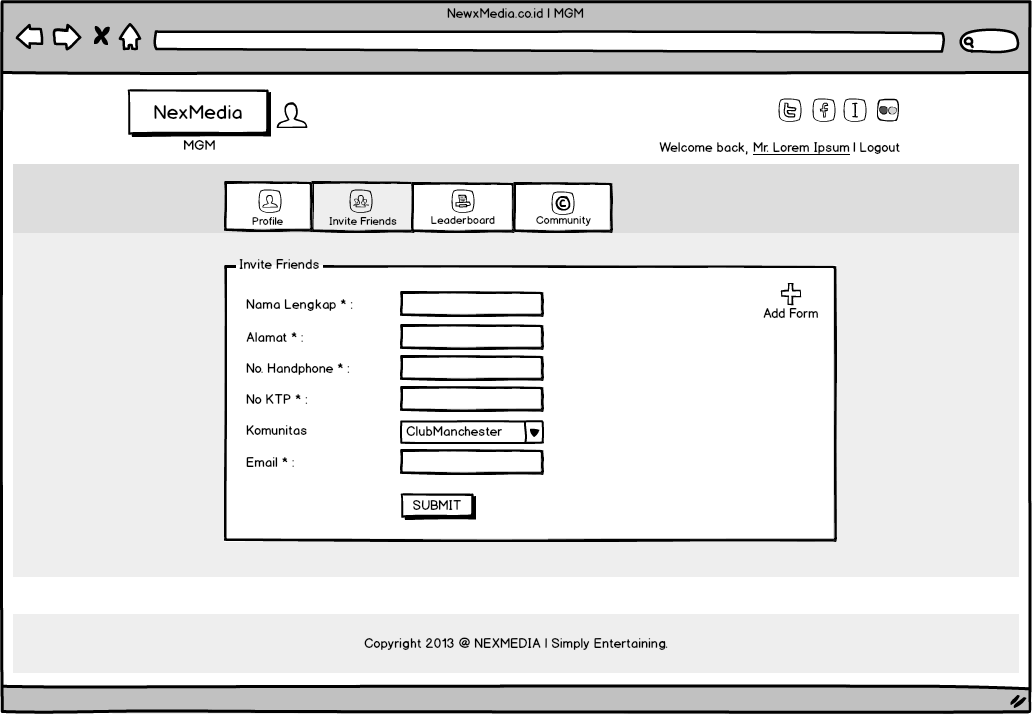 NewxMedia.co.id | MGM
NexMedia
MGM
Welcome back, Mr. Lorem Ipsum | Logout
Profile
Invite Friends
Leaderboard
Community
Invite Friends
Nama Lengkap * :
Add Form
Alamat * :
No. Handphone * :
No KTP * :
Komunitas
ClubManchester
Email * :
SUBMIT
Copyright 2013 @ NEXMEDIA | Simply Entertaining.